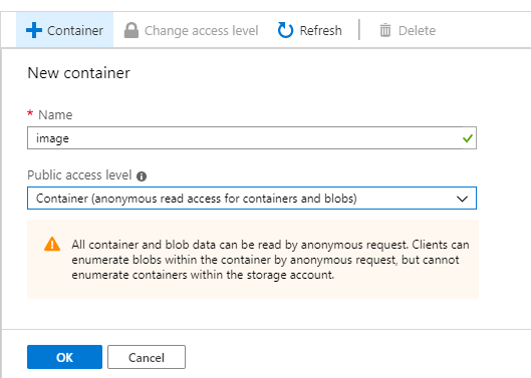 Container Change access level Refresh Delete
New container
* Name
image
Public access level
Container (anonymous read access for containers and blobs)
All container and blob data can be read by anonymous request. Clients can
enumerate blobs within the container by anonymous request, but cannot
enumerate containers within the storage account.
OK Cancel